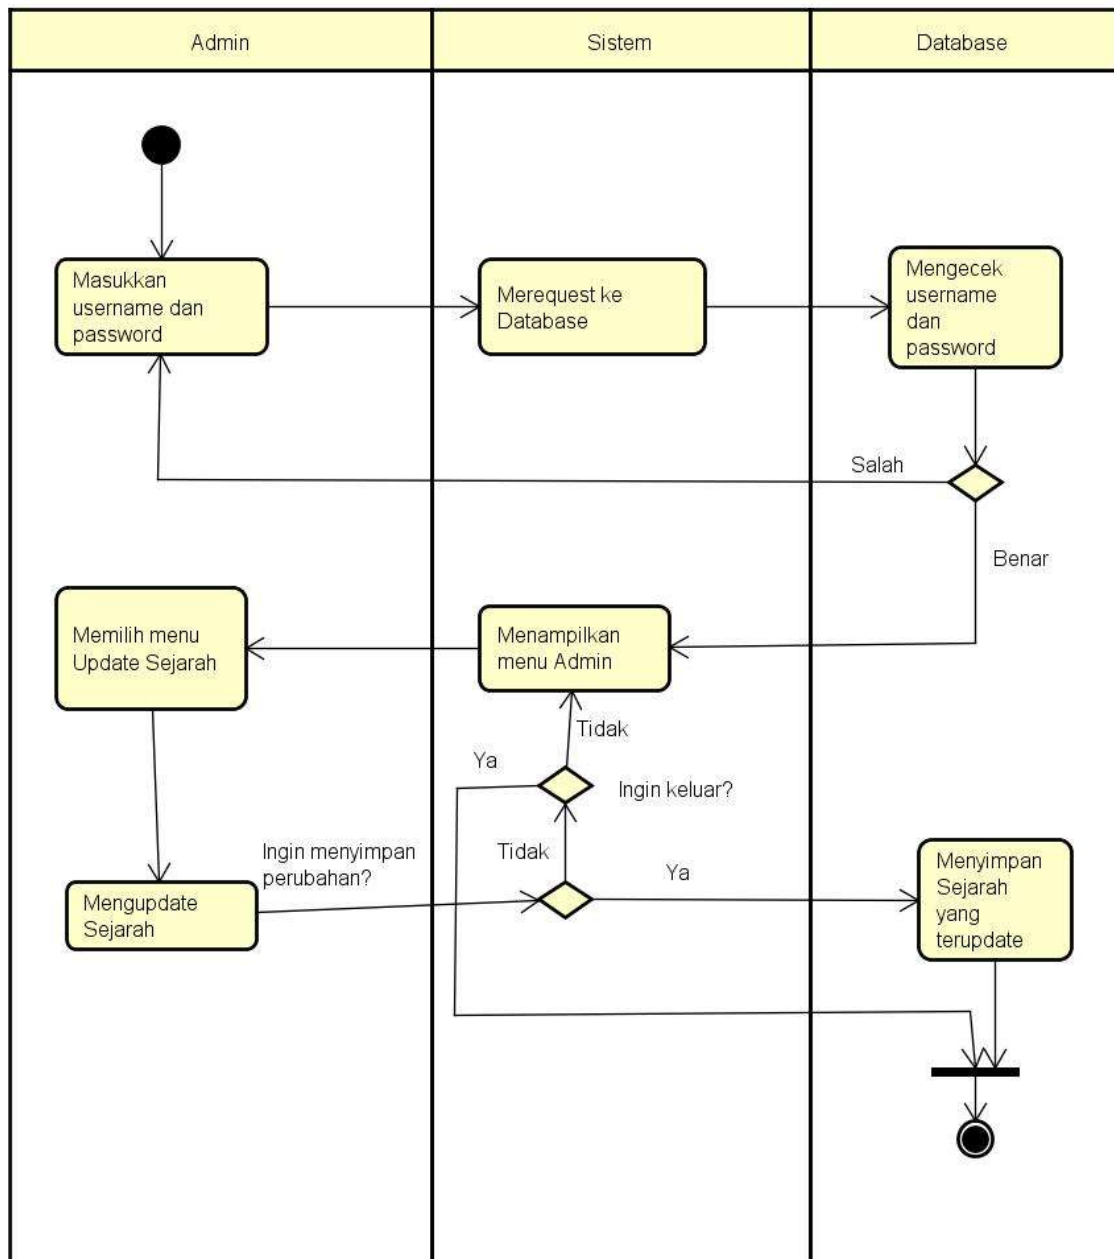 Admin
Sistem
Database
Masukkan
username dan
password
Merequest ke
Database
Mengecek
username
dan
password
Salah
Benar
Memilih menu
Update Sejarah
Menampilkan
menu Admin
Tidak
Ya
Ingin keluar?
Ingin menyimpan
perubahan?
Tidak
Ya
Mengupdate
Sejarah
Menyimpan
Sejarah
yang
terupdate